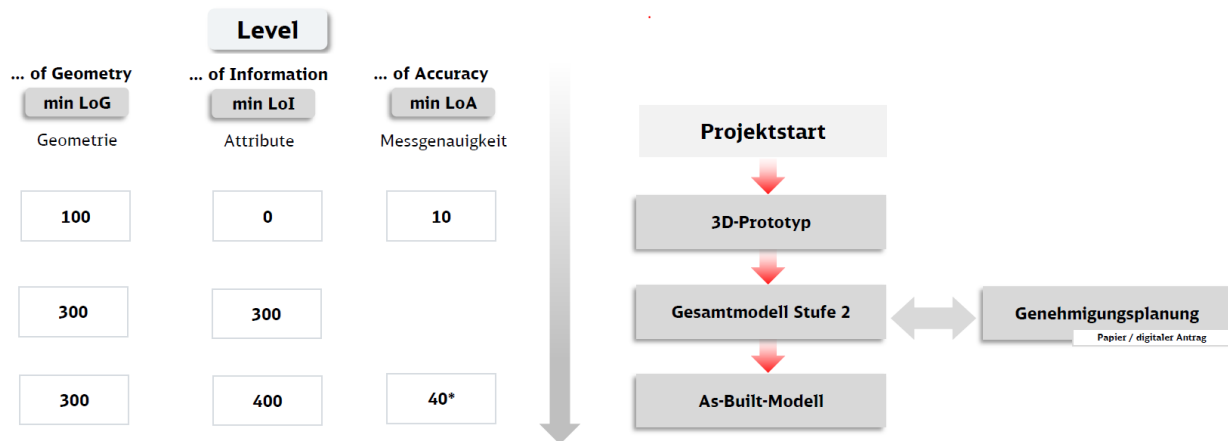 Level
... of Geometry
... of Information
... of Accuracy
min LoG
min LoI
min LoA
Geometrie
Attribute
Messgenauigkeit
Projektstart
100
0
10
3D-Prototyp
300
300
Gesamtmodell Stufe 2
Genehmigungsplanung
Papier / digitaler Antrag
300
400
40*
As-Built-Modell